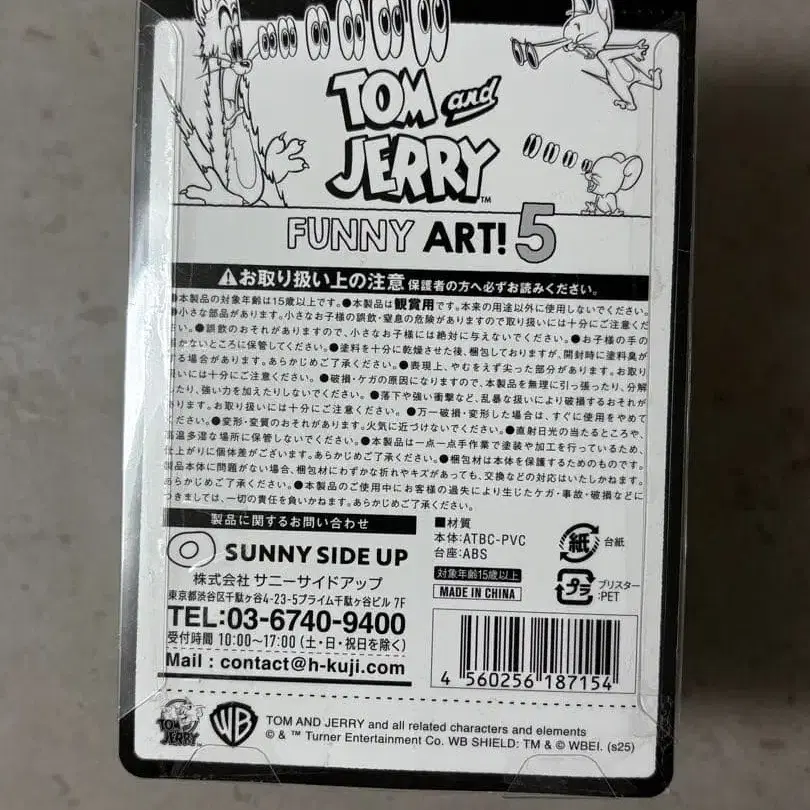 TOM and
JERRY™
FUNNY ART! 5
お取り扱い上の注意 保護者の方へ必ずお読みください。
●本製品の対象年齢は15歳以上です。●本製品は観賞用です。本来の用途以外に使用しないでください。
●小さな部品があります。小さなお子様の誤飲・窒息の危険がありますので取り扱いには十分にご注意くだ
さい。●誤飲のおそれがありますので、小さなお子様には絶対に与えないでください。●お子様の手の
届かないところに保管してください。●塗料を十分に乾燥させた後、梱包しておりますが、開封時に塗料臭が
する場合があります。あらかじめご了承ください。●表現上、やむをえず尖った部分があります。お取り
扱いには十分にご注意ください。●破損・ケガの原因になりますので、本製品を無理に引っ張ったり、分解
したり、強い力を加えたりしないでください。●落下や強い衝撃など、乱暴な扱いにより破損するおそれが
あります。お取り扱いには十分にご注意ください。●万一破損・変形した場合は、すぐに使用をやめて
ください。●変形・変質のおそれがあります。火気に近づけないでください。●直射日光の当たるところや、
高温多湿な場所に保管しないでください。●本製品は一点一点手作業で塗装や加工を行っているため、
仕上がりに個体差がございます。あらかじめご了承ください。●梱包材は本体を保護するためのものです。
製品本体に問題がない場合、梱包材にわずかな折れやキズがあっても、交換などの対応はいたしかねます。
あらかじめご了承ください。●本製品のご使用中にお客様の過失により生じたケガ・事故・破損などに
つきましては、一切の責任を負いかねます。あらかじめご了承ください。
製品に関するお問い合わせ
SUNNY SIDE UP
株式会社 サニーサイドアップ
東京都渋谷区千駄ヶ谷4-23-5プライム千駄ヶ谷ビル 7F
TEL:03-6740-9400
受付時間 10:00〜17:00 (土・日・祝日を除く)
Mail : contact@h-kuji.com
■材質
本体:ATBC-PVC
台座:ABS
対象年齢15歳以上
MADE IN CHINA
紙 台紙
プラ ブリスター
:PET
4 560256 187154
TOM AND
JERRY
WB
TOM AND JERRY and all related characters and elements
© & ™ Turner Entertainment Co. WB SHIELD: TM & © WBEI. (s25)